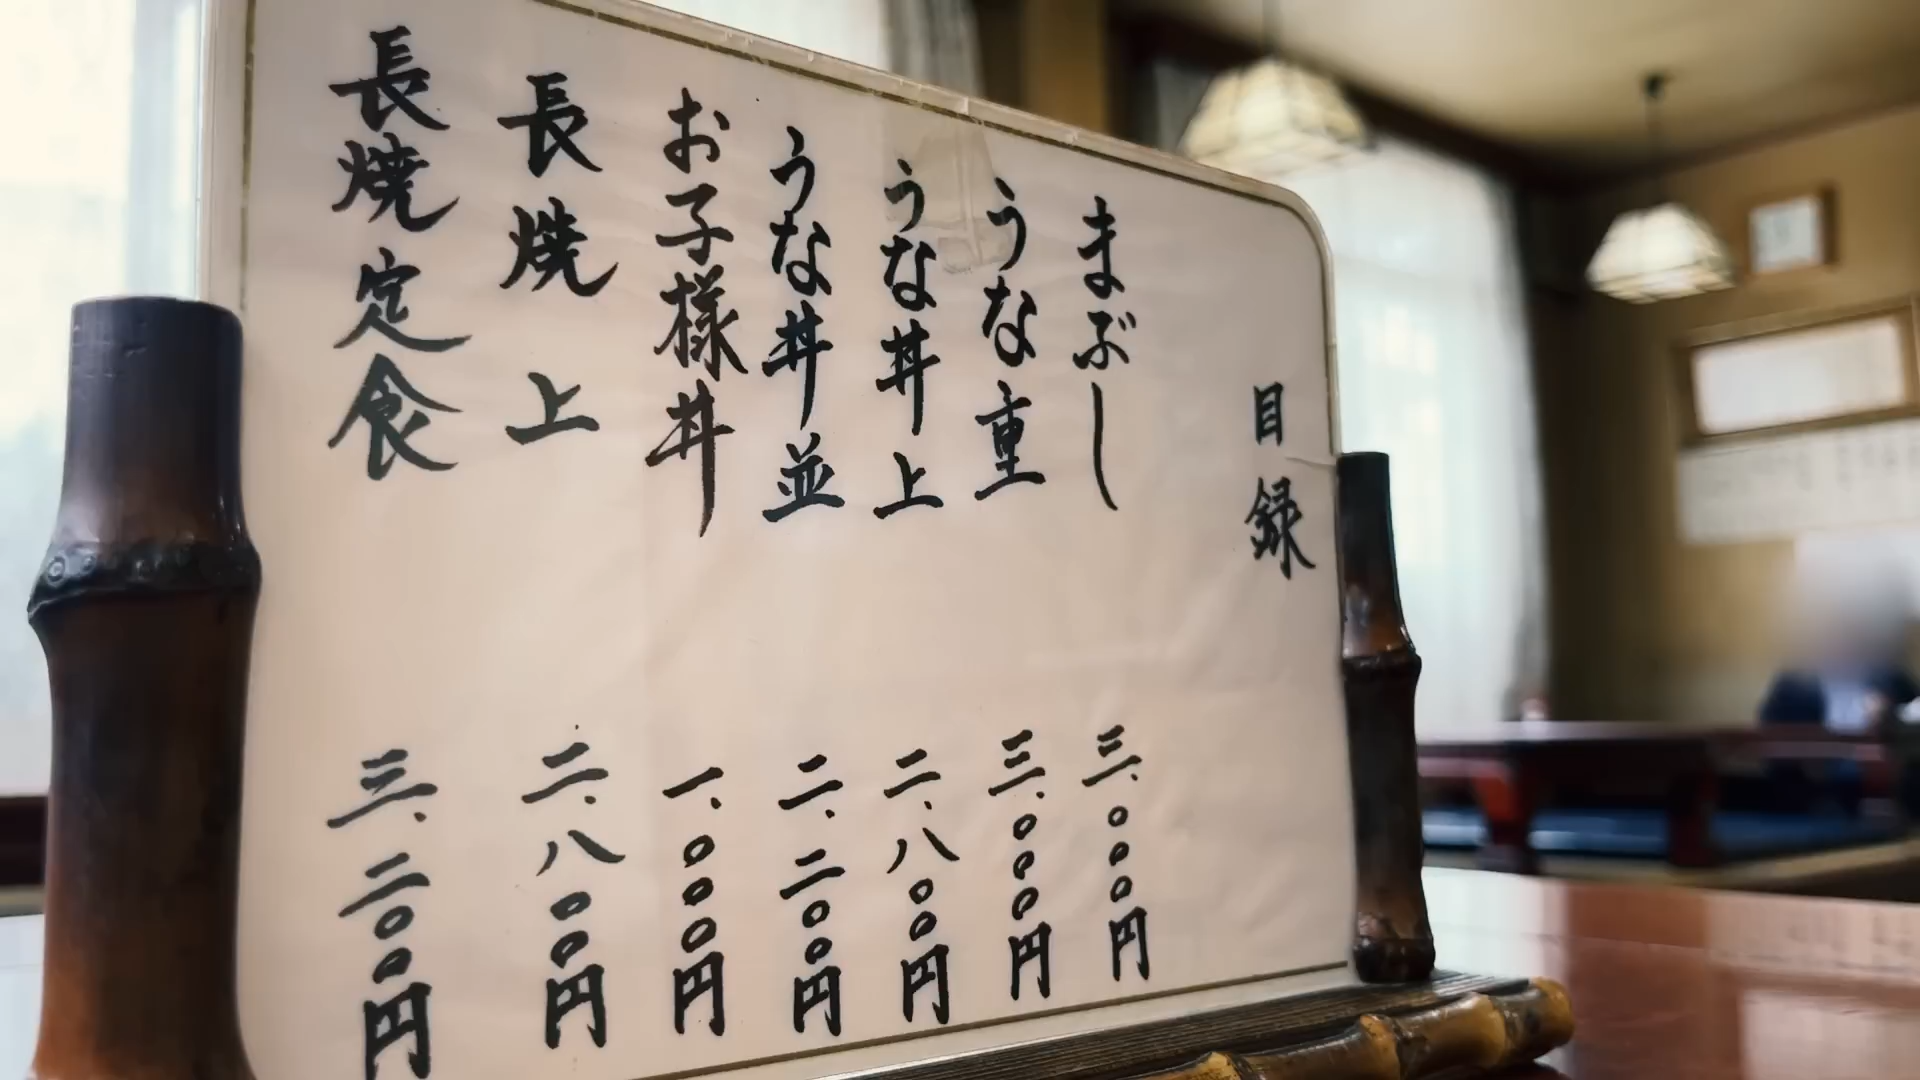 目録
まぶし 三、〇〇〇円
うな重 三、〇〇〇円
うな丼上 二、八〇〇円
うな丼並 二、二〇〇円
お子様丼 一、〇〇〇円
長焼 上 二、八〇〇円
長焼定食 三、二〇〇円